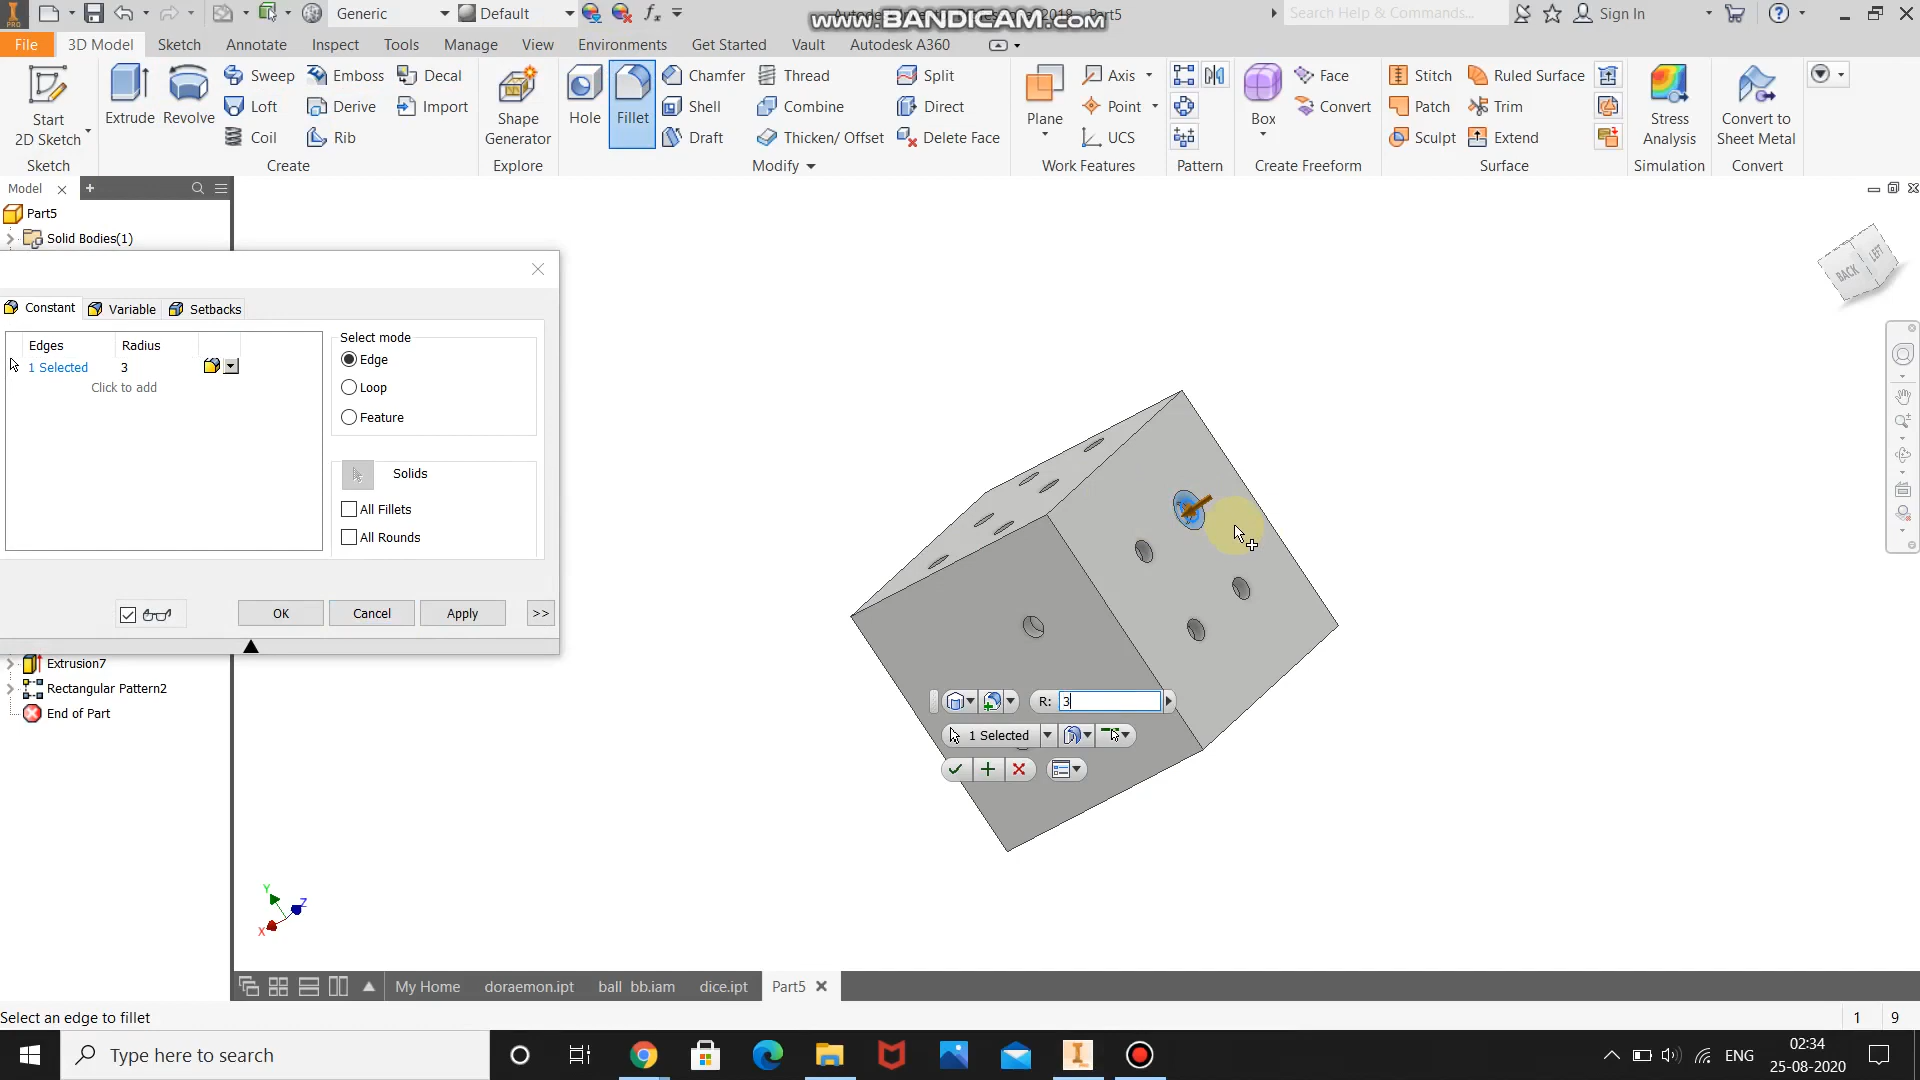 Generic
Default
Autodesk 2018 - Part5
www.BANDICAM.com
Search Help & Commands...
Sign In
PRO
File
3D Model
Sketch
Annotate
Inspect
Tools
Manage
View
Environments
Get Started
Vault
Autodesk A360
Start
2D Sketch
Sketch
Extrude
Revolve
Sweep
Loft
Coil
Emboss
Derive
Rib
Decal
Import
Create
Shape
Generator
Explore
Hole
Fillet
Chamfer
Shell
Draft
Thread
Combine
Thicken/ Offset
Split
Direct
Delete Face
Modify
Plane
Axis
Point
UCS
Work Features
Pattern
Box
Face
Convert
Create Freeform
Stitch
Patch
Sculpt
Ruled Surface
Trim
Extend
Surface
Stress
Analysis
Simulation
Convert to
Sheet Metal
Convert
Model
Part5
Solid Bodies(1)
Constant
Variable
Setbacks
Edges
Radius
1 Selected
3
Click to add
Select mode
Edge
Loop
Feature
Solids
All Fillets
All Rounds
OK
Cancel
Apply
>>
Extrusion7
Rectangular Pattern2
End of Part
BACK
LEFT
R: 3
1 Selected
Y
Z
X
My Home
doraemon.ipt
ball bb.iam
dice.ipt
Part5
Select an edge to fillet
1
9
Type here to search
ENG
02:34
25-08-2020